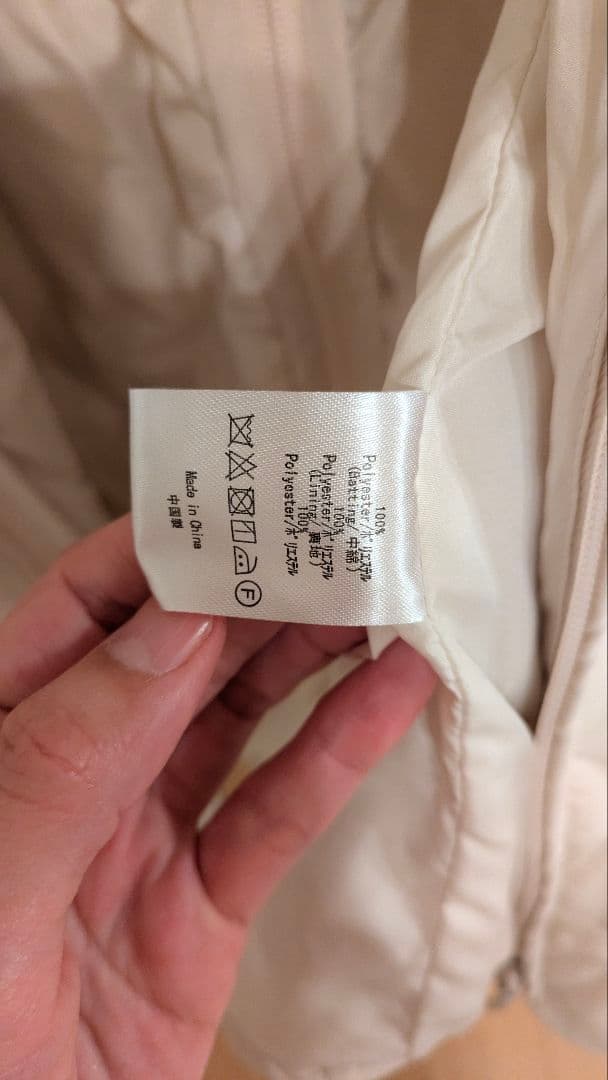 100%
Polyester/ﾎﾟﾘｴｽﾃﾙ
(Batting/中綿)
100%
Polyester/ﾎﾟﾘｴｽﾃﾙ
(Lining/裏地)
100%
Polyester/ﾎﾟﾘｴｽﾃﾙ
F
Made in China
中国製